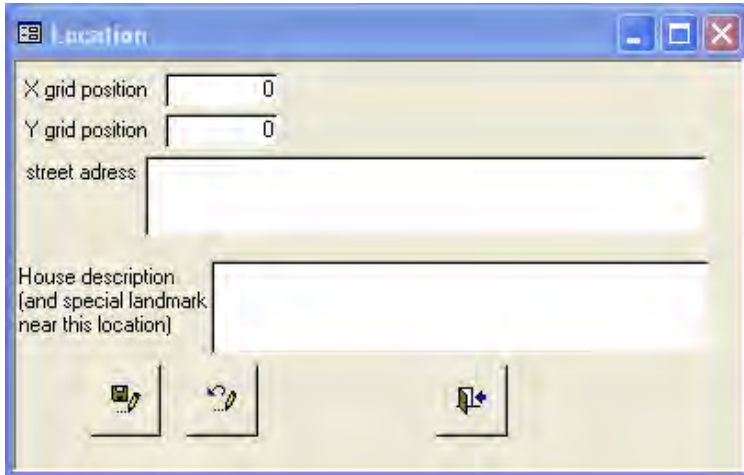 Location
X grid position 0
Y grid position 0
street adress
House description
(and special landmark
near this location)